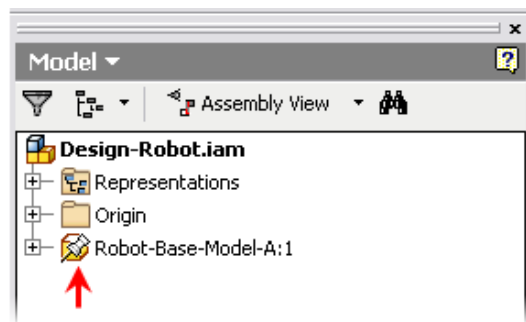 Model
Assembly View
Design-Robot.iam
Representations
Origin
Robot-Base-Model-A:1